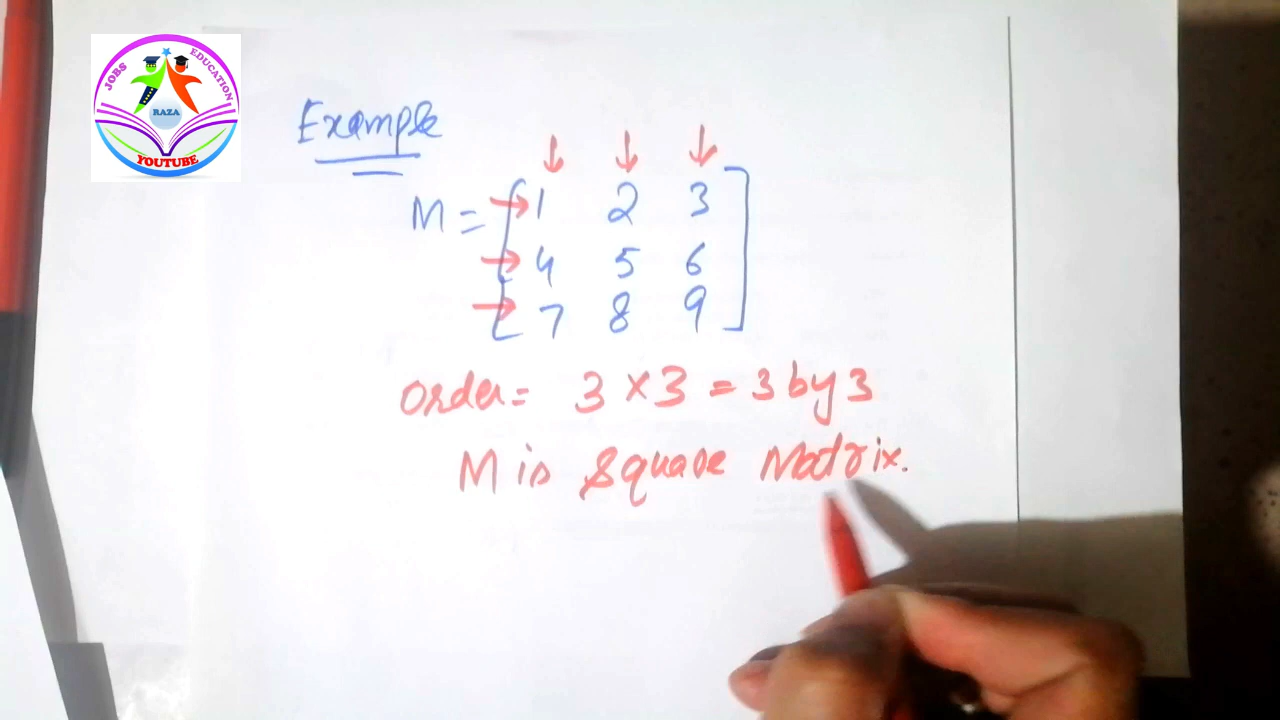 JOBS EDUCATION
RAZA
YOUTUBE
Example
M = [ 1 2 3 ]
4 5 6
7 8 9
Order = 3 × 3 = 3 by 3
M is Square Matrix.